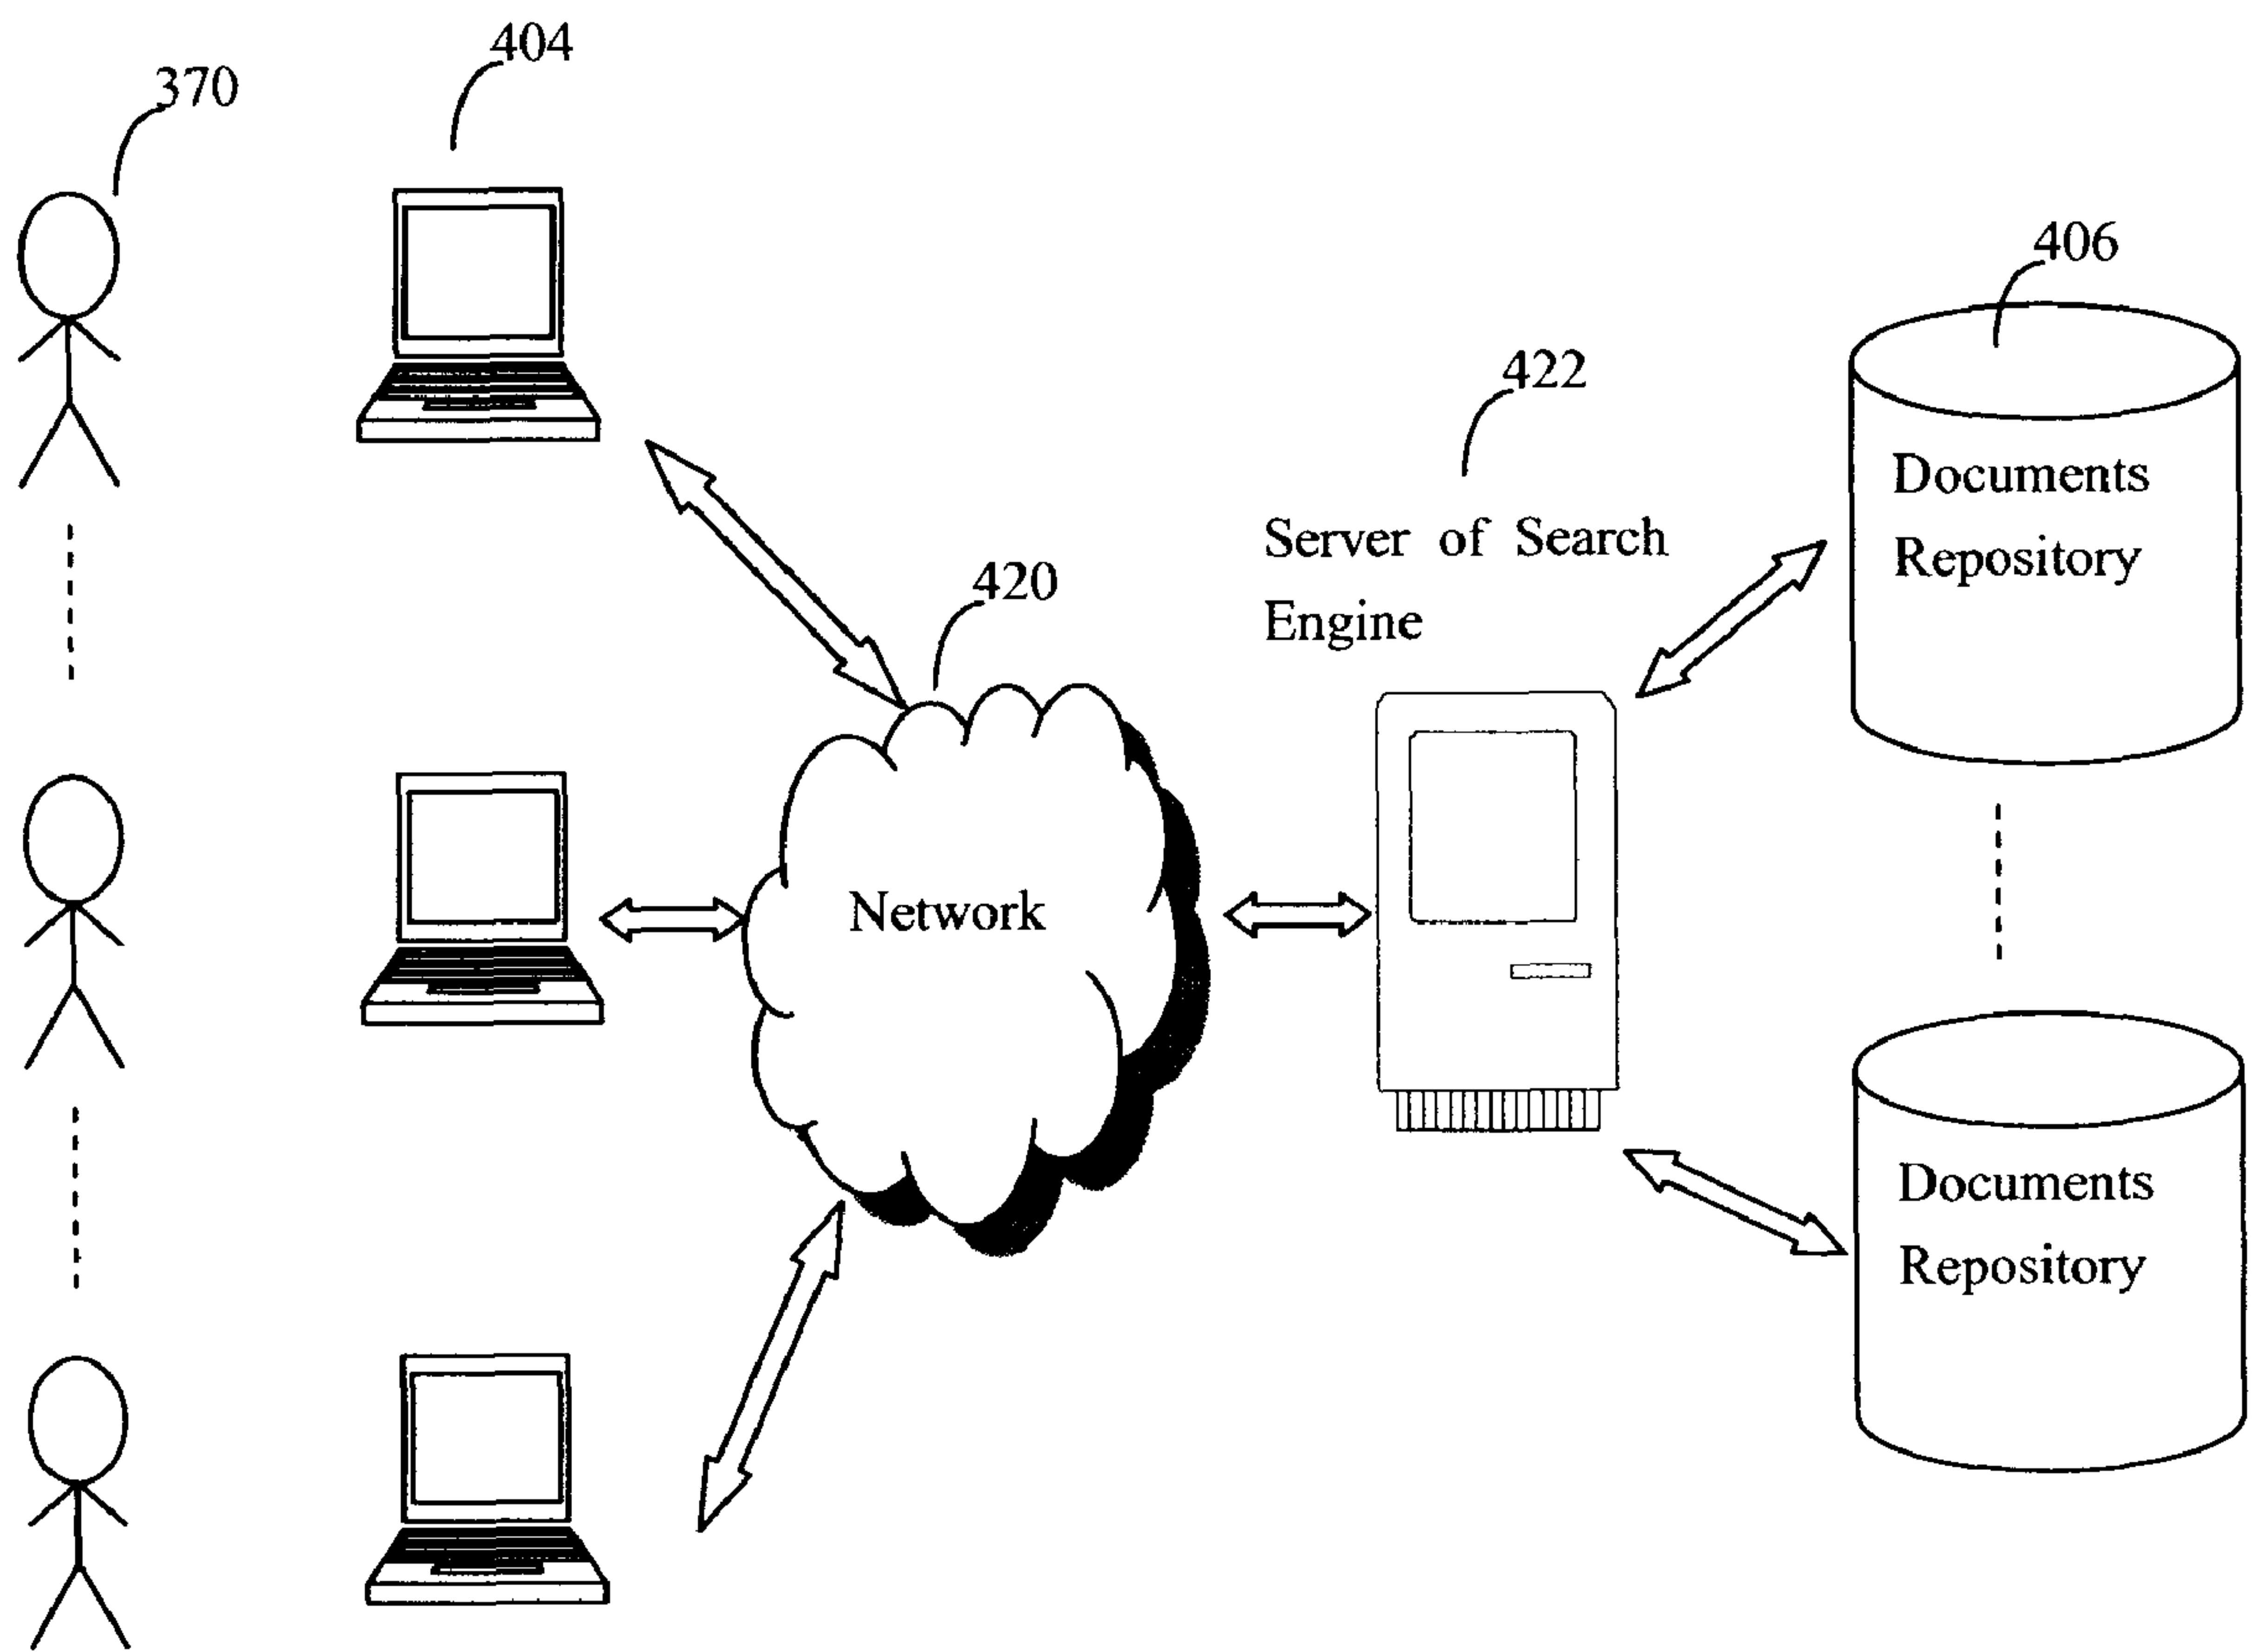 404
370
406
422
Documents
Repository
Server of Search
Engine
420
Network
Documents
Repository